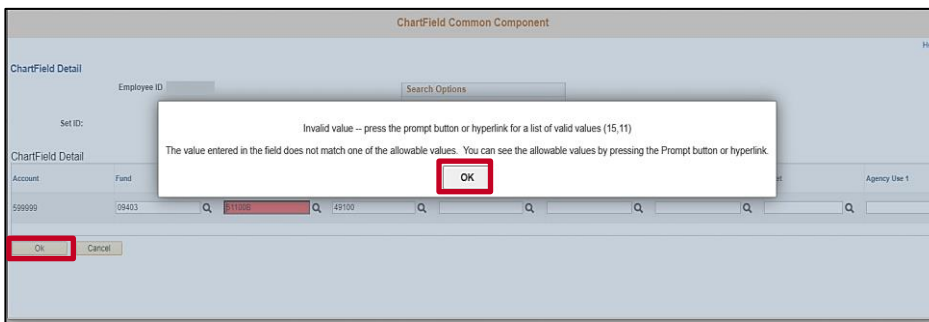 ChartField Common Component
ChartField Detail
Employee ID
Search Options
Set ID:
Invalid value -- press the prompt button or hyperlink for a list of valid values (15,11)
The value entered in the field does not match one of the allowable values. You can see the allowable values by pressing the Prompt button or hyperlink.
OK
ChartField Detail
Account Fund Agency Use 1
599999 09403 49100
Ok Cancel